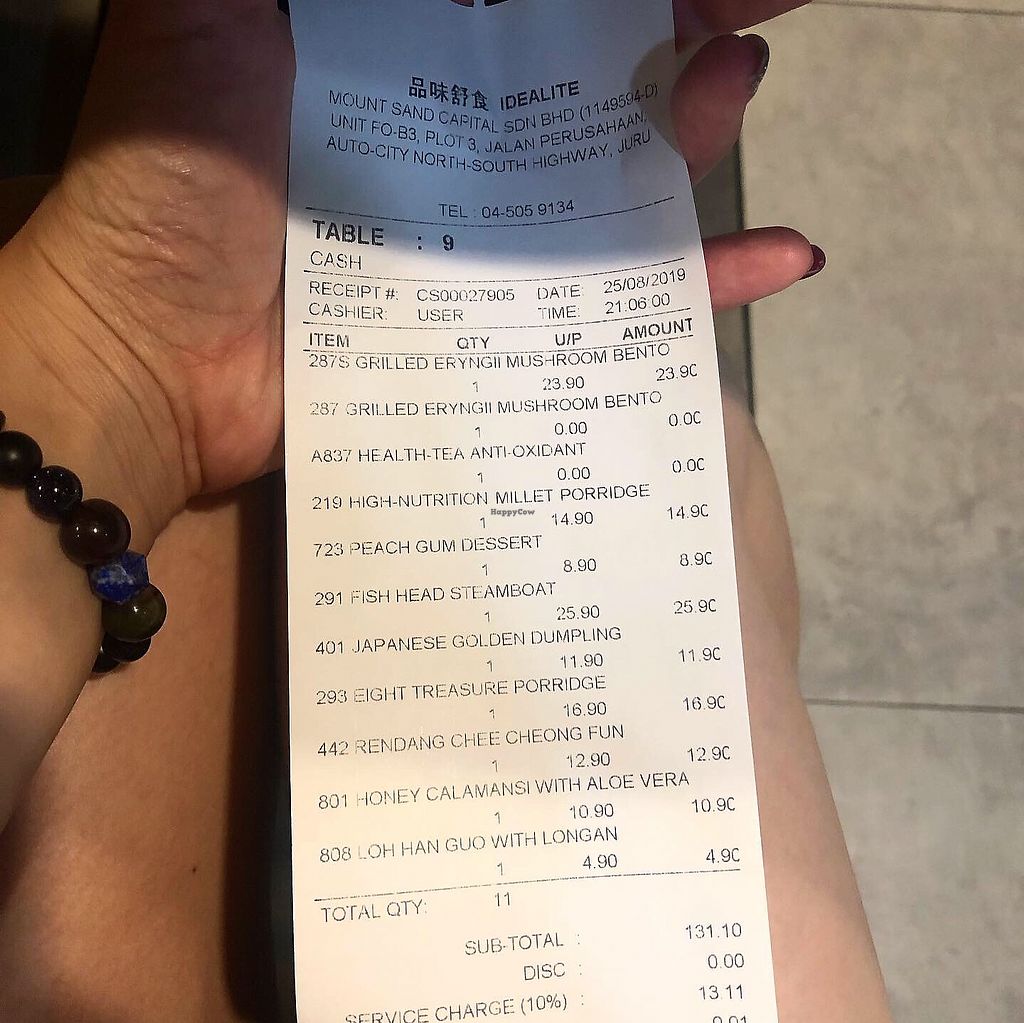 品味舒食 IDEALITE
MOUNT SAND CAPITAL SDN BHD (1149594-D)
UNIT FO-B3, PLOT 3, JALAN PERUSAHAAN,
AUTO-CITY NORTH-SOUTH HIGHWAY, JURU
TEL : 04-505 9134
TABLE : 9
CASH
RECEIPT #: CS00027905 DATE: 25/08/2019
CASHIER: USER TIME: 21:06:00
ITEM QTY U/P AMOUNT
287S GRILLED ERYNGII MUSHROOM BENTO
1 23.90 23.90
287 GRILLED ERYNGII MUSHROOM BENTO
1 0.00 0.00
A837 HEALTH-TEA ANTI-OXIDANT
1 0.00 0.00
219 HIGH-NUTRITION MILLET PORRIDGE
HappyCow
1 14.90 14.90
723 PEACH GUM DESSERT
1 8.90 8.90
291 FISH HEAD STEAMBOAT
1 25.90 25.90
401 JAPANESE GOLDEN DUMPLING
1 11.90 11.90
293 EIGHT TREASURE PORRIDGE
1 16.90 16.90
442 RENDANG CHEE CHEONG FUN
1 12.90 12.90
801 HONEY CALAMANSI WITH ALOE VERA
1 10.90 10.90
808 LOH HAN GUO WITH LONGAN
1 4.90 4.90
TOTAL QTY: 11
SUB-TOTAL : 131.10
DISC : 0.00
SERVICE CHARGE (10%) : 13.11
0.01